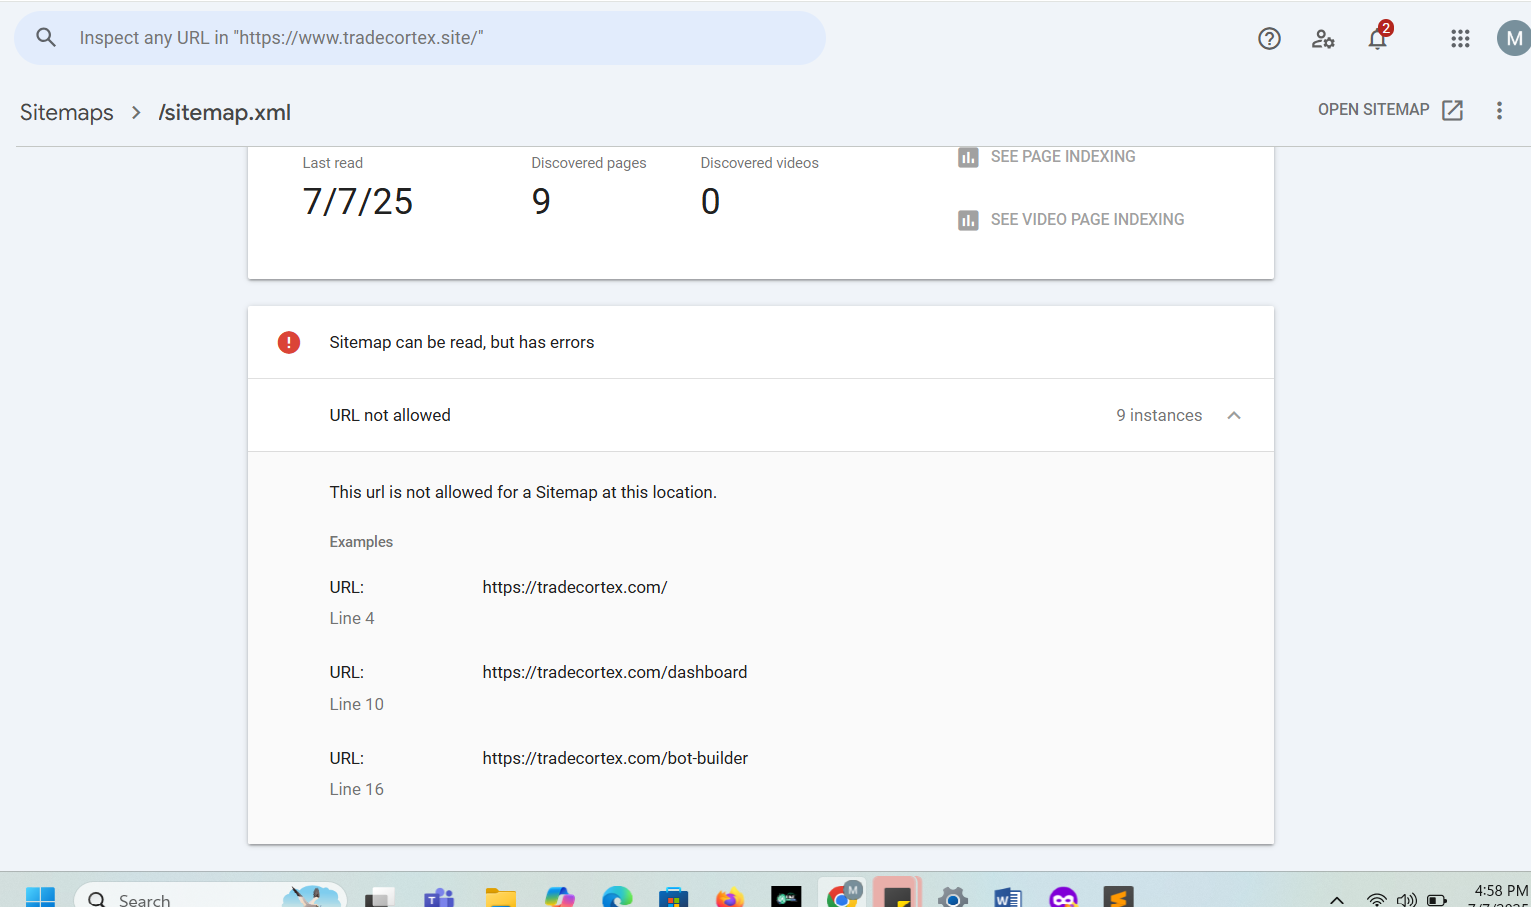 Inspect any URL in "https://www.tradecortex.site/"
2
M
Sitemaps > /sitemap.xml
OPEN SITEMAP
Last read
Discovered pages
Discovered videos
SEE PAGE INDEXING
7/7/25
9
0
SEE VIDEO PAGE INDEXING
Sitemap can be read, but has errors
URL not allowed
9 instances
This url is not allowed for a Sitemap at this location.
Examples
URL: https://tradecortex.com/
Line 4
URL: https://tradecortex.com/dashboard
Line 10
URL: https://tradecortex.com/bot-builder
Line 16
Search
M
4:58 PM